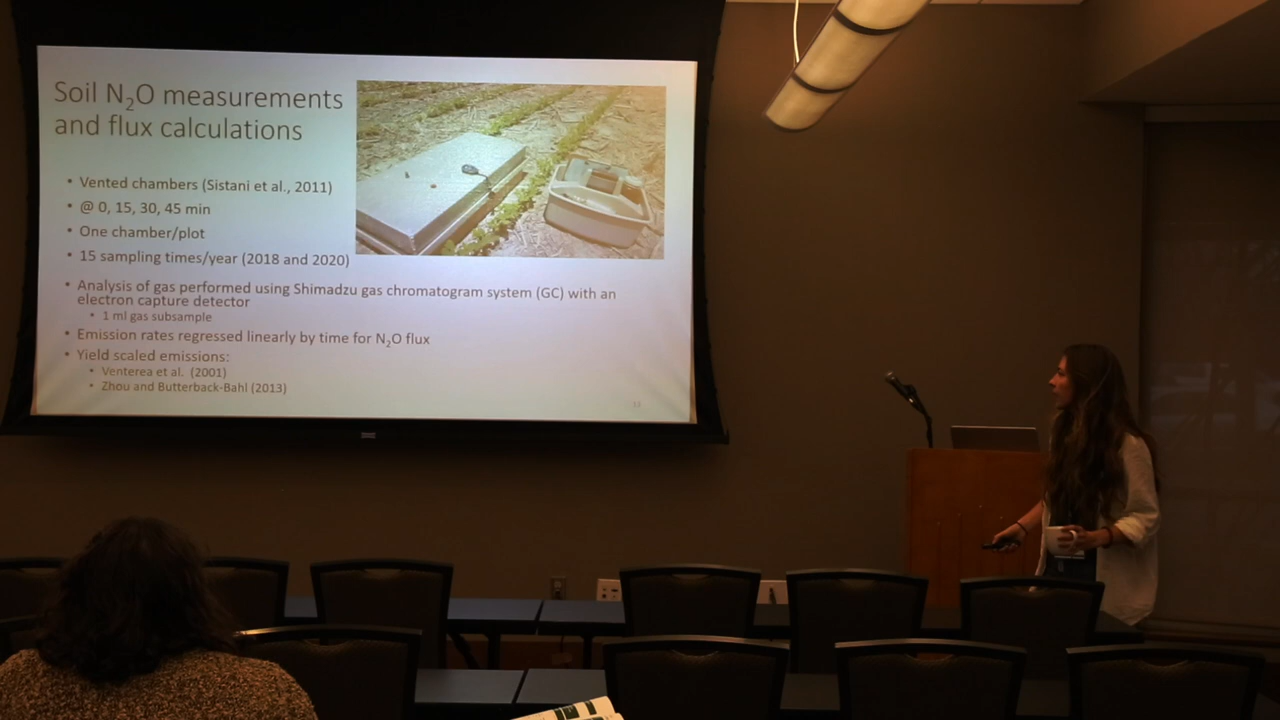 Soil N₂O measurements
and flux calculations
• Vented chambers (Sistani et al., 2011)
• @ 0, 15, 30, 45 min
• One chamber/plot
• 15 sampling times/year (2018 and 2020)
• Analysis of gas performed using Shimadzu gas chromatogram system (GC) with an
electron capture detector
• 1 ml gas subsample
• Emission rates regressed linearly by time for N₂O flux
• Yield scaled emissions:
• Venterea et al. (2001)
• Zhou and Butterback-Bahl (2013)